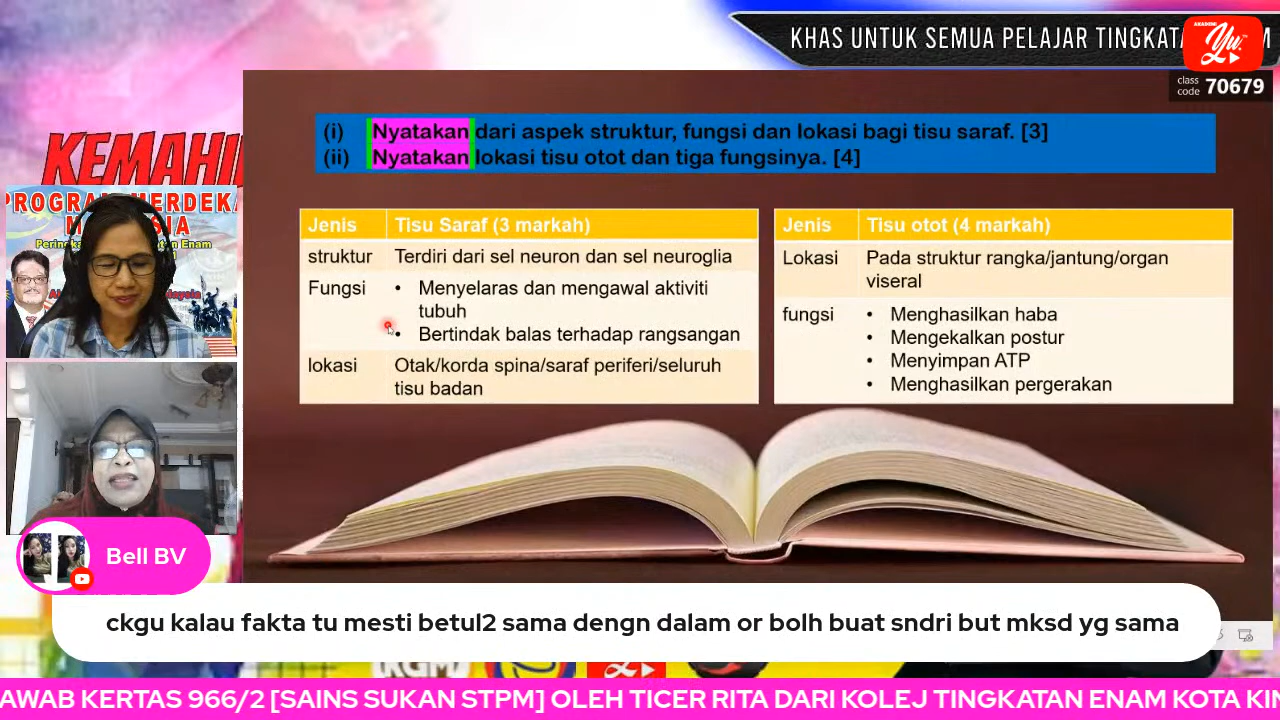 KHAS UNTUK SEMUA PELAJAR TINGKATA
M
AKADEMI
Yu.
class code 70679
KEMAHI
PROGRAM MERDEKA
(i) Nyatakan dari aspek struktur, fungsi dan lokasi bagi tisu saraf. [3]
(ii) Nyatakan lokasi tisu otot dan tiga fungsinya. [4]
Jenis Tisu Saraf (3 markah)
struktur Terdiri dari sel neuron dan sel neuroglia
Fungsi • Menyelaras dan mengawal aktiviti
tubuh
• Bertindak balas terhadap rangsangan
lokasi Otak/korda spina/saraf periferi/seluruh
tisu badan
Jenis Tisu otot (4 markah)
Lokasi Pada struktur rangka/jantung/organ
viseral
fungsi • Menghasilkan haba
• Mengekalkan postur
• Menyimpan ATP
• Menghasilkan pergerakan
Bell BV
ckgu kalau fakta tu mesti betul2 sama dengn dalam or bolh buat sndri but mksd yg sama
AWAB KERTAS 966/2 [SAINS SUKAN STPM] OLEH TICER RITA DARI KOLEJ TINGKATAN ENAM KOTA KIN